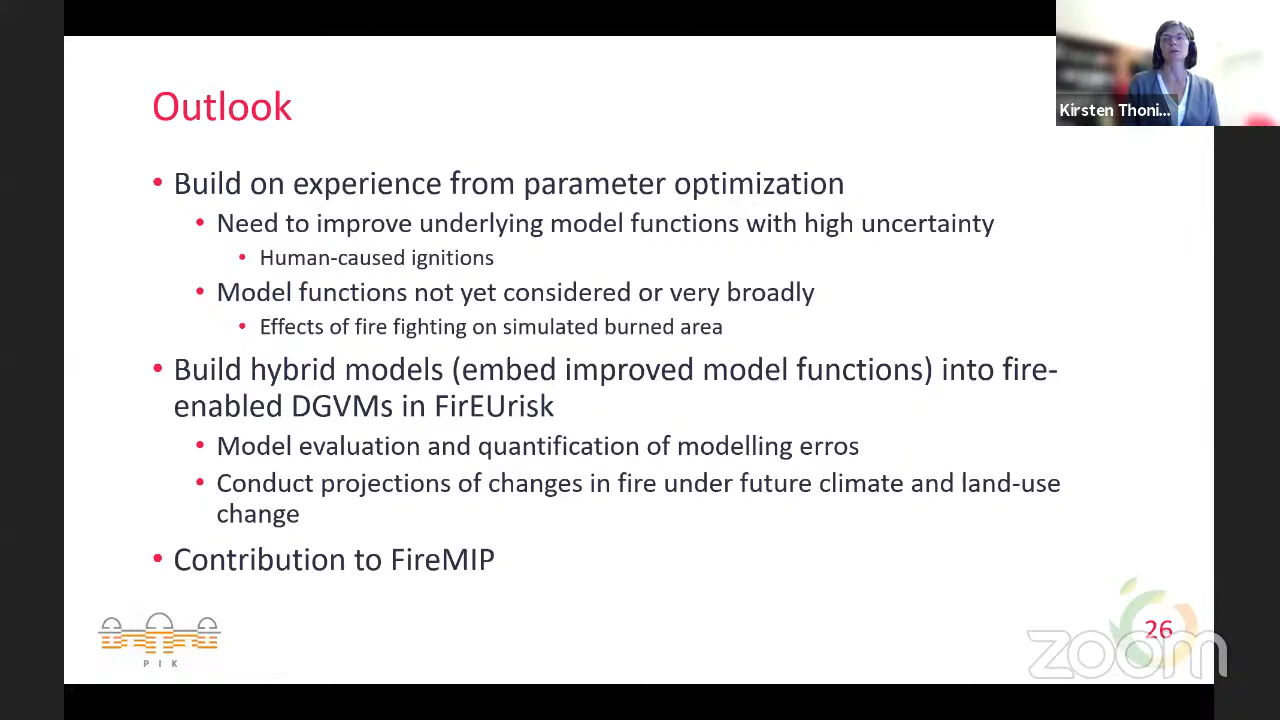 Outlook
• Build on experience from parameter optimization
• Need to improve underlying model functions with high uncertainty
• Human-caused ignitions
• Model functions not yet considered or very broadly
• Effects of fire fighting on simulated burned area
• Build hybrid models (embed improved model functions) into fire-
enabled DGVMs in FirEUrisk
• Model evaluation and quantification of modelling erros
• Conduct projections of changes in fire under future climate and land-use
change
• Contribution to FireMIP
Kirsten Thoni...
PIK
26
zoom